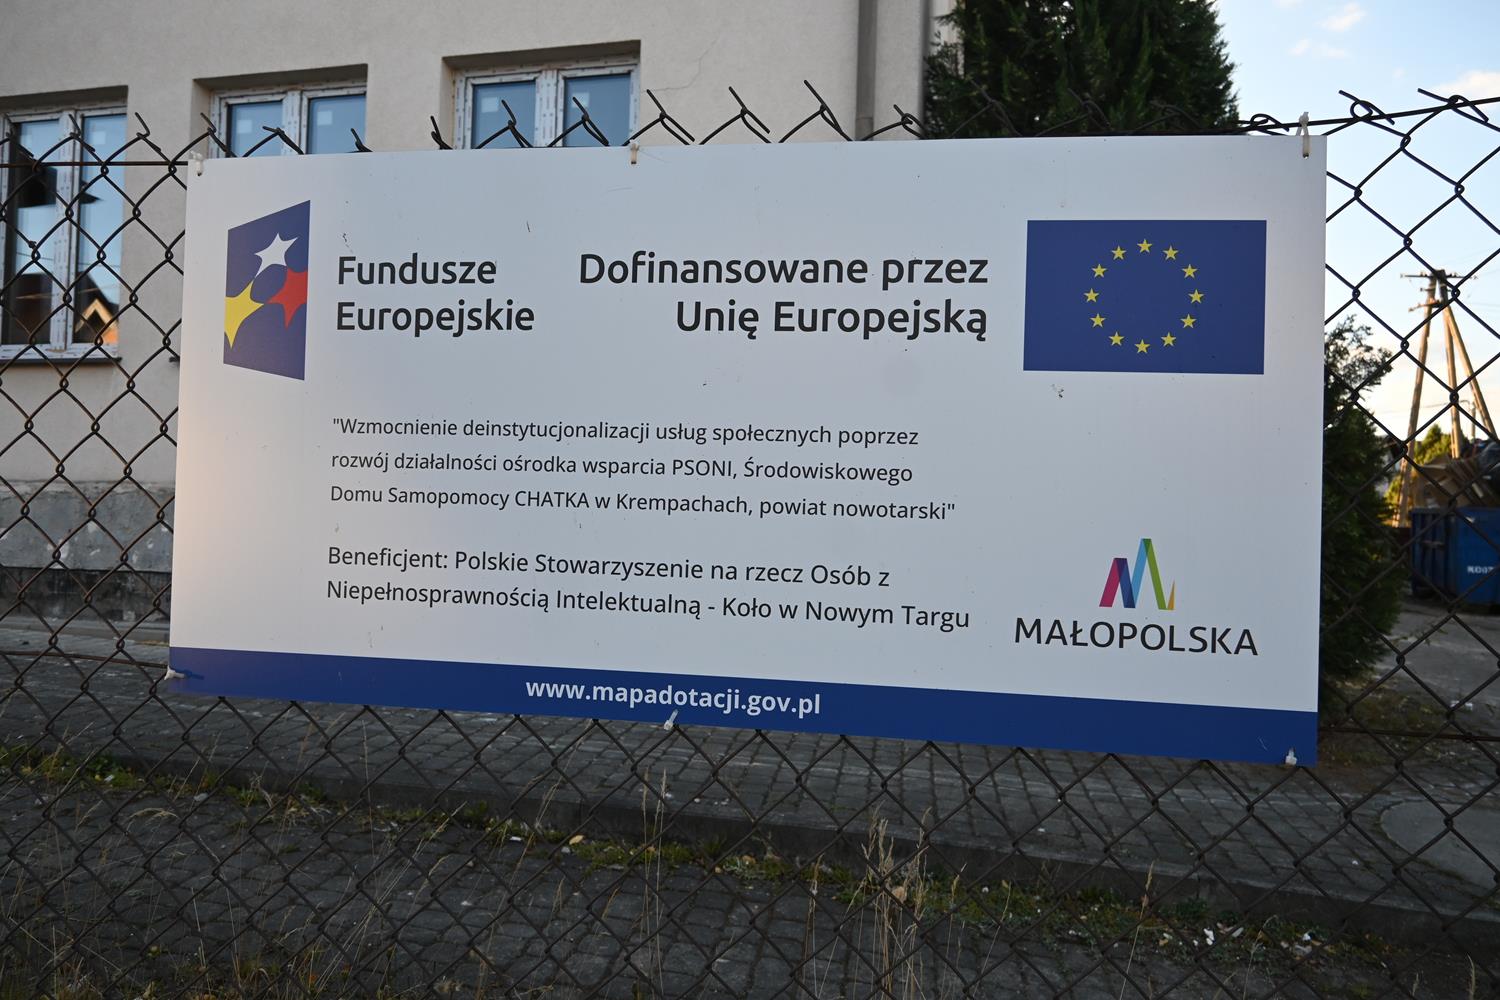 Fundusze
Europejskie
Dofinansowane przez
Unię Europejską
"Wzmocnienie deinstytucjonalizacji usług społecznych poprzez
rozwój działalności ośrodka wsparcia PSONI, Środowiskowego
Domu Samopomocy CHATKA w Krempachach, powiat nowotarski"
Beneficjent: Polskie Stowarzyszenie na rzecz Osób z
Niepełnosprawnością Intelektualną - Koło w Nowym Targu
MAŁOPOLSKA
www.mapadotacji.gov.pl